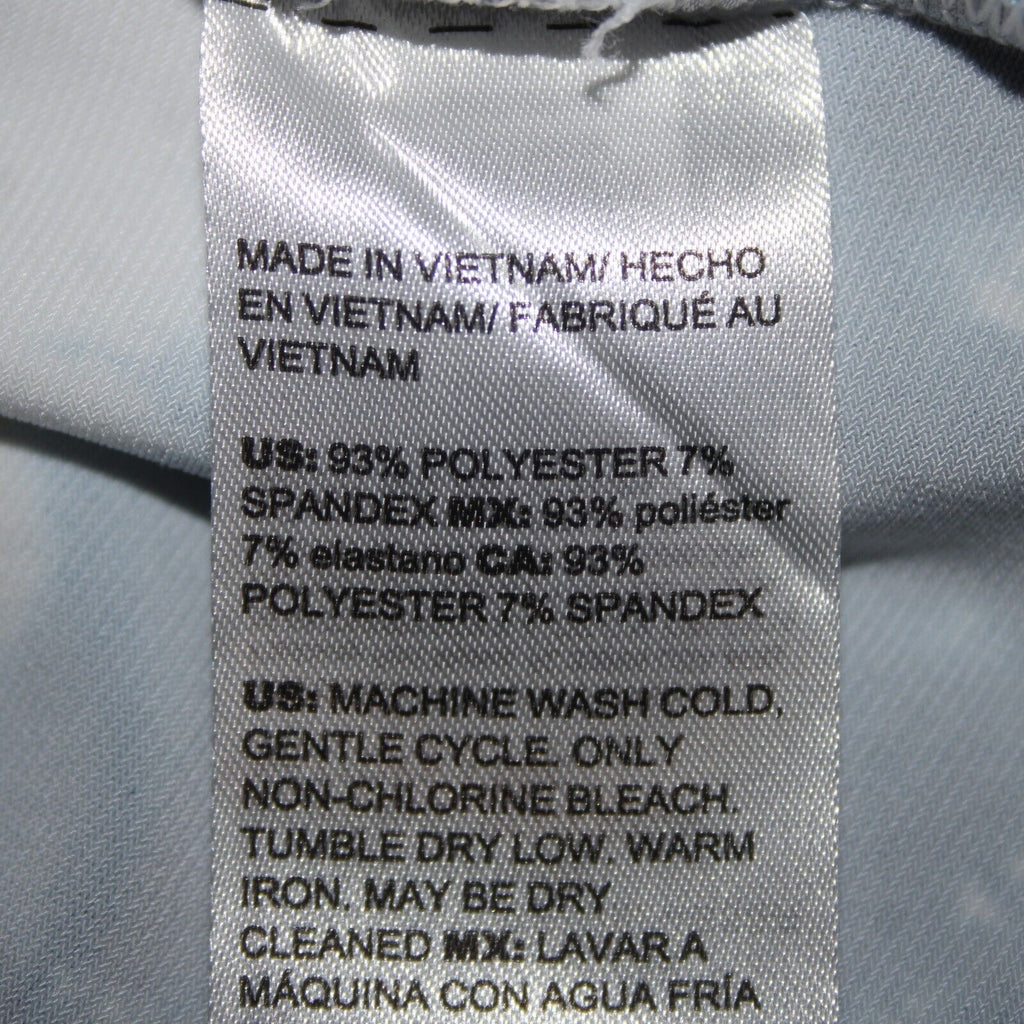 MADE IN VIETNAM/ HECHO
EN VIETNAM/ FABRIQUÉ AU
VIETNAM
US: 93% POLYESTER 7%
SPANDEX MX: 93% poliéster
7% elastano CA: 93%
POLYESTER 7% SPANDEX
US: MACHINE WASH COLD,
GENTLE CYCLE. ONLY
NON-CHLORINE BLEACH.
TUMBLE DRY LOW. WARM
IRON. MAY BE DRY
CLEANED MX: LAVAR A
MÁQUINA CON AGUA FRÍA